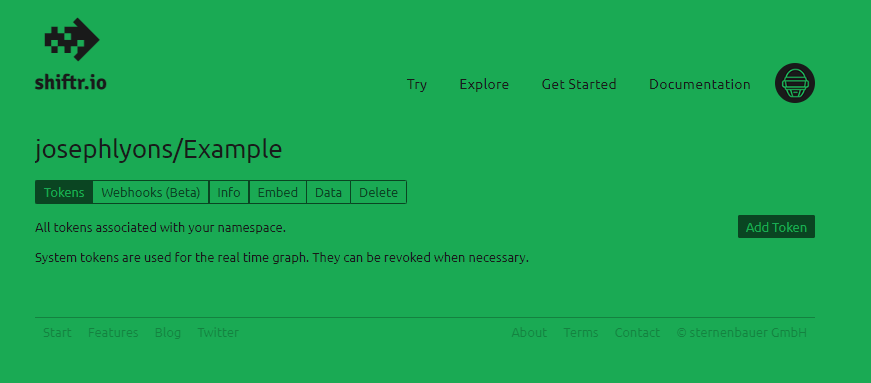 shiftr.io
Try Explore Get Started Documentation
josephlyons/Example
Tokens Webhooks (Beta) Info Embed Data Delete
All tokens associated with your namespace. Add Token
System tokens are used for the real time graph. They can be revoked when necessary.
Start Features Blog Twitter About Terms Contact © sternenbauer GmbH